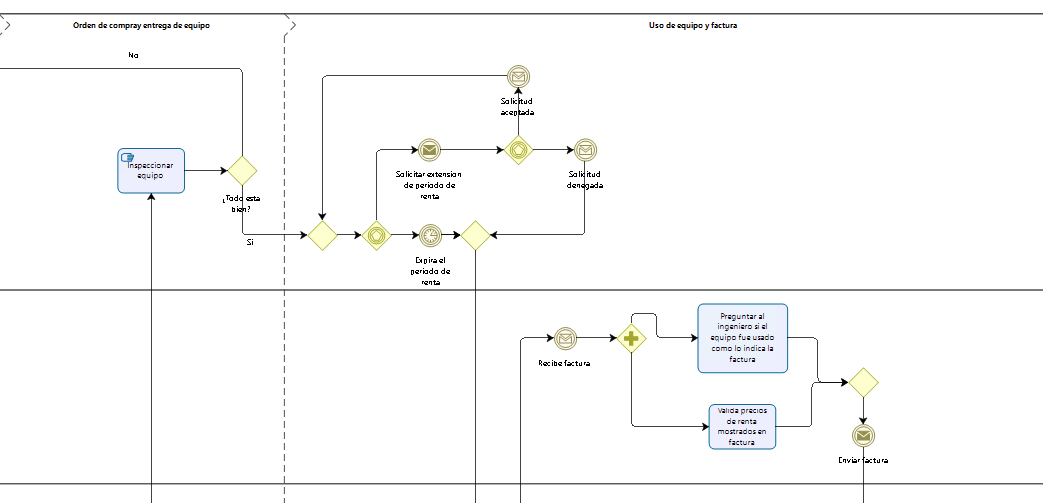 Orden de compray entrega de equipo
Uso de equipo y factura
No
Solicitud
aceptada
Inspeccionar
equipo
Solicitar extension
de periodo de
renta
Solicitud
denegada
¿Todo esta
bien?
Si
Expira el
periodo de
renta
Preguntar al
ingeniero si el
equipo fue usado
como lo indica la
factura
Recibe factura
Valida precios
de renta
mostrados en
factura
Enviar factura